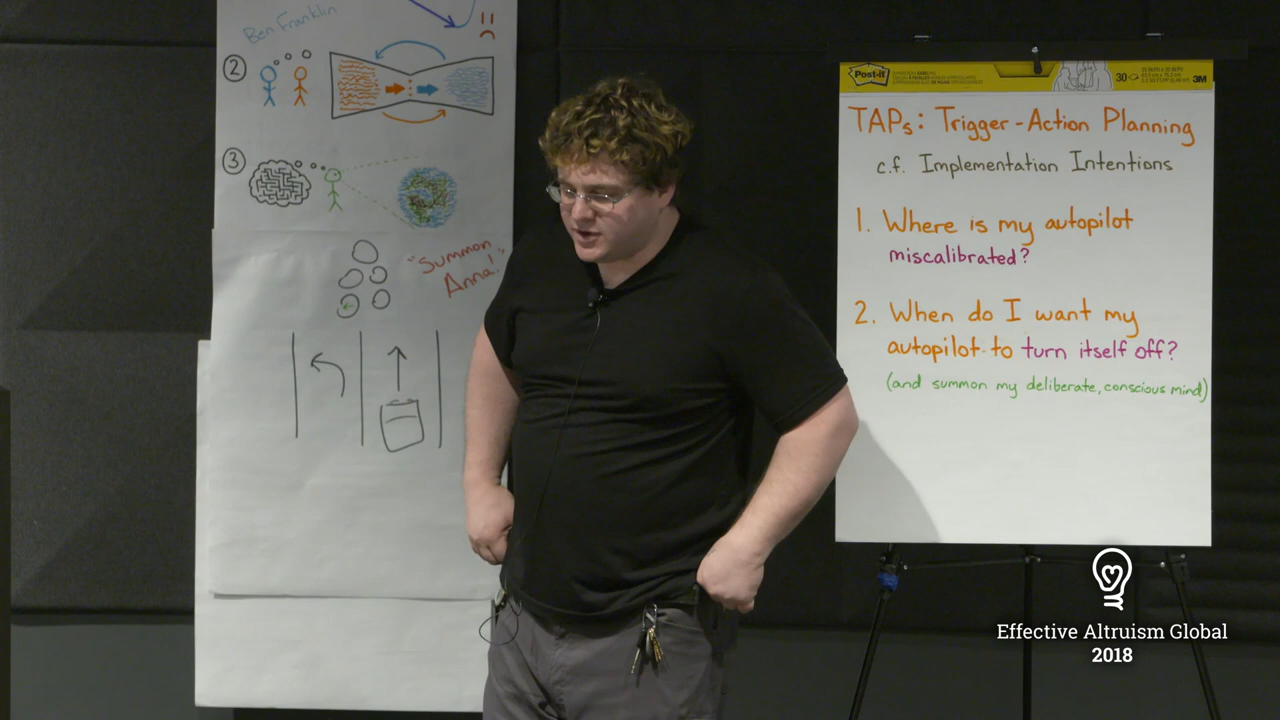 Ben Franklin
2
3
"Summon
Anna!"
Post-it
30
3M
TAPs: Trigger-Action Planning
c.f. Implementation Intentions
1. Where is my autopilot
miscalibrated?
2. When do I want my
autopilot to turn itself off?
(and summon my deliberate, conscious mind)
Effective Altruism Global
2018